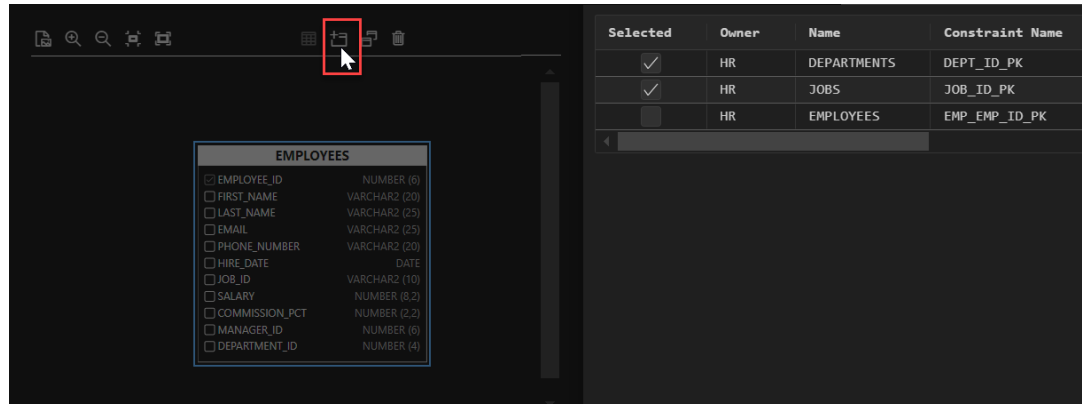 Selected Owner Name Constraint Name
HR DEPARTMENTS DEPT_ID_PK
HR JOBS JOB_ID_PK
HR EMPLOYEES EMP_EMP_ID_PK
EMPLOYEES
EMPLOYEE_ID NUMBER (6)
FIRST_NAME VARCHAR2 (20)
LAST_NAME VARCHAR2 (25)
EMAIL VARCHAR2 (25)
PHONE_NUMBER VARCHAR2 (20)
HIRE_DATE DATE
JOB_ID VARCHAR2 (10)
SALARY NUMBER (8,2)
COMMISSION_PCT NUMBER (2,2)
MANAGER_ID NUMBER (6)
DEPARTMENT_ID NUMBER (4)